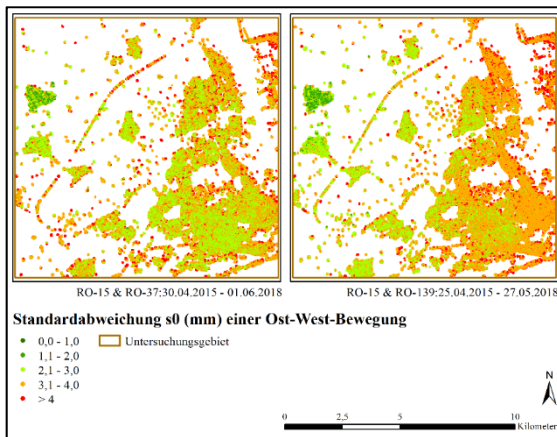 RO-15 & RO-37:30.04.2015 - 01.06.2018
RO-15 & RO-139:25.04.2015 - 27.05.2018
Standardabweichung s0 (mm) einer Ost-West-Bewegung
0,0 - 1,0
Untersuchungsgebiet
1,1 - 2,0
2,1 - 3,0
3,1 - 4,0
> 4
N
0 2,5 5 10
Kilometer